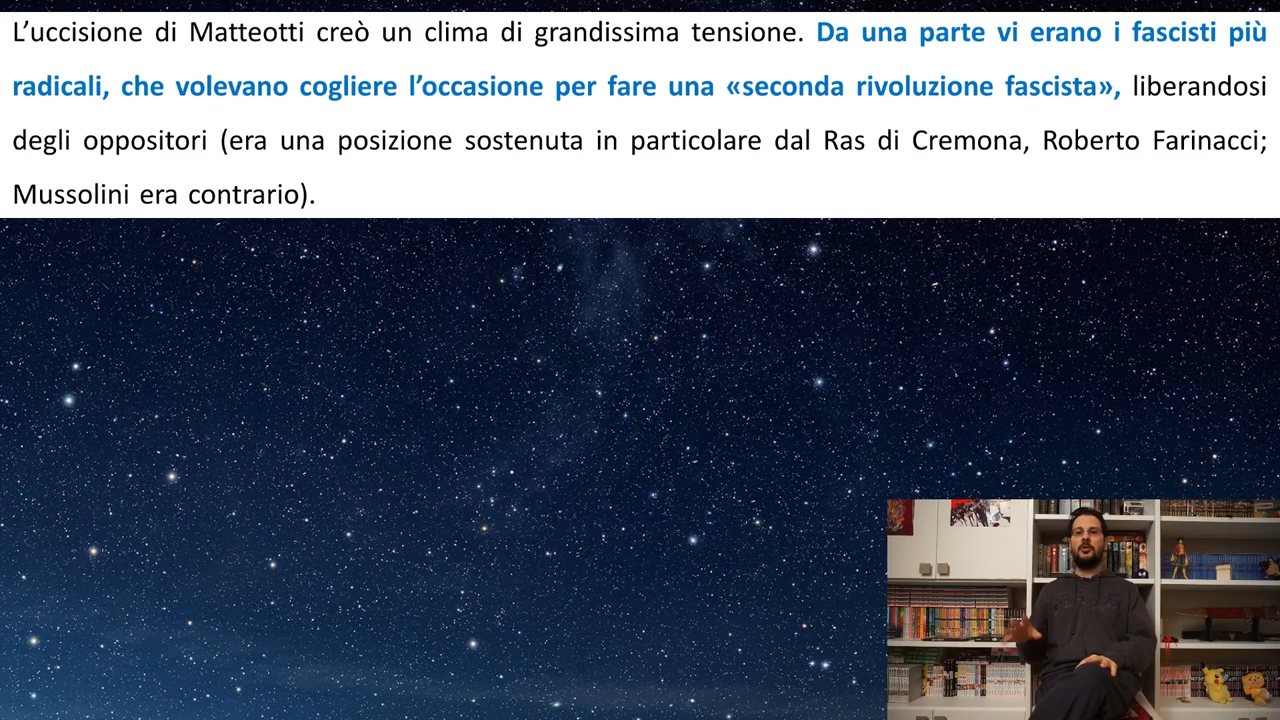 L’uccisione di Matteotti creò un clima di grandissima tensione. Da una parte vi erano i fascisti più
radicali, che volevano cogliere l’occasione per fare una «seconda rivoluzione fascista», liberandosi
degli oppositori (era una posizione sostenuta in particolare dal Ras di Cremona, Roberto Farinacci;
Mussolini era contrario).